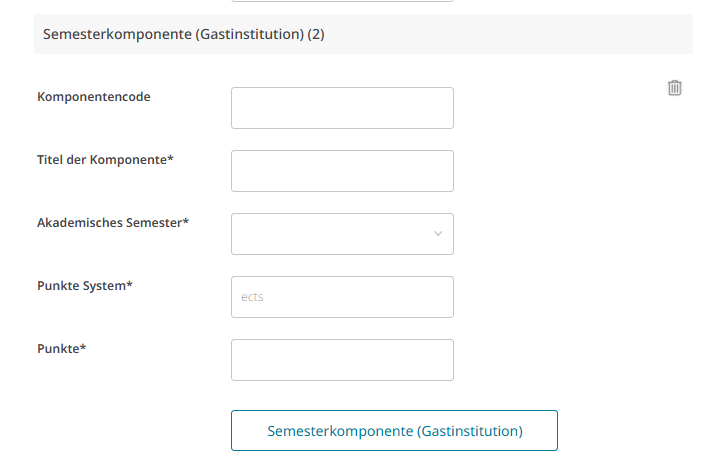 Semesterkomponente (Gastinstitution) (2)
Komponentencode
Titel der Komponente*
Akademisches Semester*
Punkte System*
ects
Punkte*
Semesterkomponente (Gastinstitution)